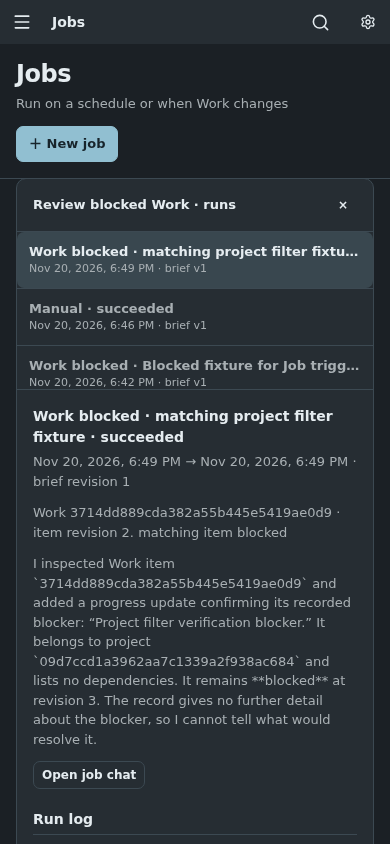 Jobs
Jobs
Run on a schedule or when Work changes
+ New job
Review blocked Work · runs
×
Work blocked · matching project filter fixtu…
Nov 20, 2026, 6:49 PM · brief v1
Manual · succeeded
Nov 20, 2026, 6:46 PM · brief v1
Work blocked · Blocked fixture for Job trigg…
Nov 20, 2026, 6:42 PM · brief v1
Work blocked · matching project filter
fixture · succeeded
Nov 20, 2026, 6:49 PM → Nov 20, 2026, 6:49 PM ·
brief revision 1
Work 3714dd889cda382a55b445e5419ae0d9 ·
item revision 2. matching item blocked
I inspected Work item
`3714dd889cda382a55b445e5419ae0d9` and
added a progress update confirming its recorded
blocker: “Project filter verification blocker.” It
belongs to project
`09d7ccd1a3962aa7c1339a2f938ac684` and
lists no dependencies. It remains **blocked** at
revision 3. The record gives no further detail
about the blocker, so I cannot tell what would
resolve it.
Open job chat
Run log